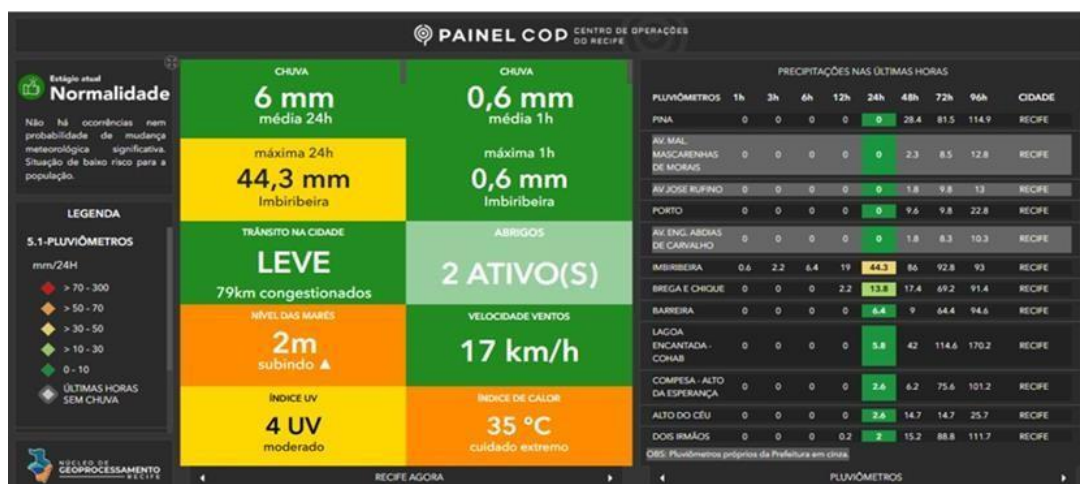 PAINEL COP CENTRO DE OPERAÇÕES
DO RECIFE
Estágio atual
Normalidade
Não há ocorrências nem
probabilidade de mudança
meteorológica significativa.
Situação de baixo risco para a
população.
LEGENDA
5.1-PLUVIÔMETROS
mm/24H
> 70 - 300
> 50 - 70
> 30 - 50
> 10 - 30
0 - 10
ÚLTIMAS HORAS
SEM CHUVA
NÚCLEO DE
GEOPROCESSAMENTO
RECIFE
CHUVA
6 mm
média 24h
CHUVA
0,6 mm
média 1h
máxima 24h
44,3 mm
Imbiribeira
máxima 1h
0,6 mm
Imbiribeira
TRÂNSITO NA CIDADE
LEVE
79km congestionados
ABRIGOS
2 ATIVO(S)
NÍVEL DAS MARÉS
2m
subindo ▲
VELOCIDADE VENTOS
17 km/h
ÍNDICE UV
4 UV
moderado
ÍNDICE DE CALOR
35 °C
cuidado extremo
RECIFE AGORA
PRECIPITAÇÕES NAS ÚLTIMAS HORAS
PLUVIÔMETROS 1h 3h 6h 12h 24h 48h 72h 96h CIDADE
PINA 0 0 0 0 0 28.4 81.5 114.9 RECIFE
AV. MAL.
MASCARENHAS
DE MORAIS 0 0 0 0 0 2.3 8.5 12.8 RECIFE
AV JOSE RUFINO 0 0 0 0 0 1.8 9.8 13 RECIFE
PORTO 0 0 0 0 0 9.6 9.8 22.8 RECIFE
AV. ENG. ABDIAS
DE CARVALHO 0 0 0 0 0 1.8 8.3 10.3 RECIFE
IMBIRIBEIRA 0.6 2.2 6.4 19 44.3 86 92.8 93 RECIFE
BREGA E CHIQUE 0 0 0 2.2 13.8 17.4 69.2 91.4 RECIFE
BARREIRA 0 0 0 0 6.4 9 64.4 94.6 RECIFE
LAGOA
ENCANTADA -
COHAB 0 0 0 0 5.8 42 114.6 170.2 RECIFE
COMPESA - ALTO
DA ESPERANÇA 0 0 0 0 2.6 6.2 75.6 101.2 RECIFE
ALTO DO CÉU 0 0 0 0 2.6 14.7 14.7 25.7 RECIFE
DOIS IRMÃOS 0 0 0 0.2 2 15.2 88.8 111.7 RECIFE
OBS: Pluviômetros próprios da Prefeitura em cinza.
PLUVIÔMETROS